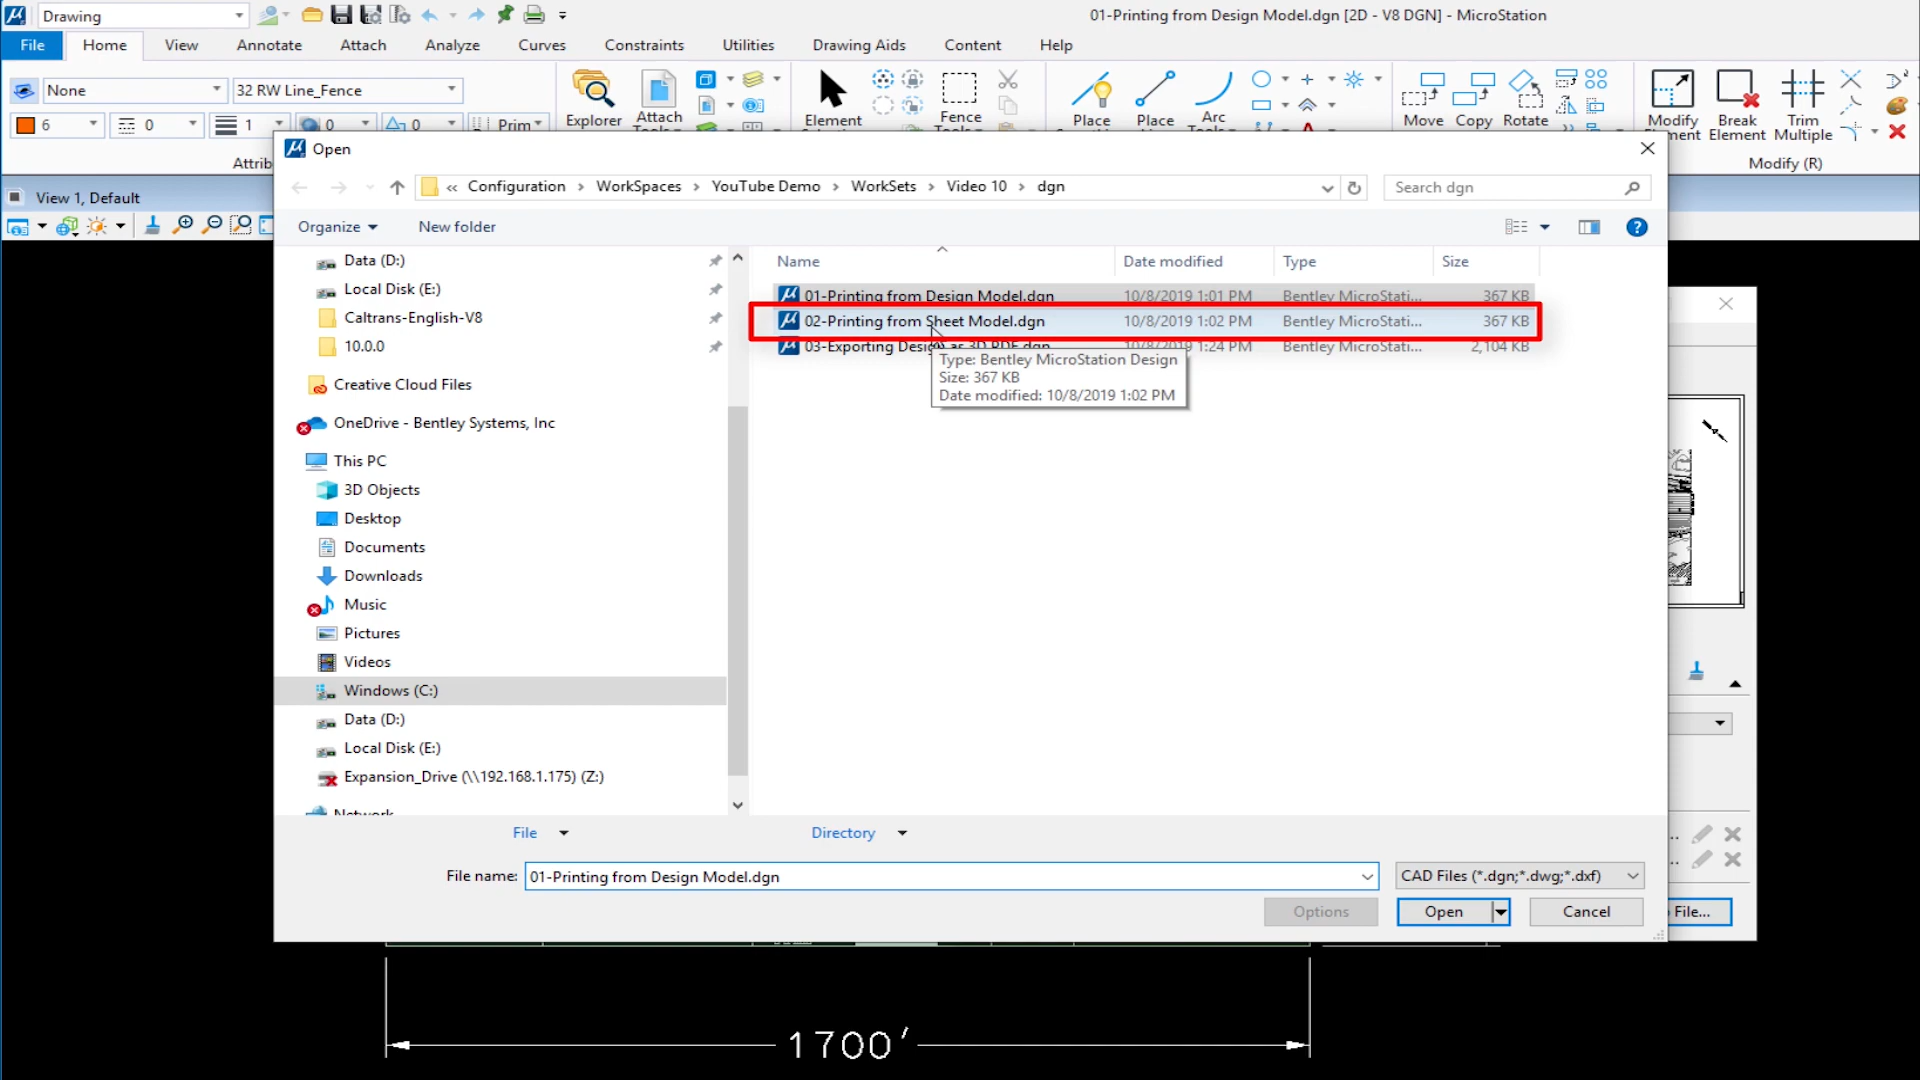 Drawing
01-Printing from Design Model.dgn [2D - V8 DGN] - MicroStation
File Home View Annotate Attach Analyze Curves Constraints Utilities Drawing Aids Content Help
None 32 RW Line_Fence
6 0 1 0 0 Prim
Explorer Attach Element Fence Place Place Arc Move Copy Rotate Modify Break Trim
Element Multiple
Attrib Modify (R)
Open
View 1, Default
« Configuration › WorkSpaces › YouTube Demo › WorkSets › Video 10 › dgn
Search dgn
Organize New folder
Data (D:)
Local Disk (E:)
Caltrans-English-V8
10.0.0
Creative Cloud Files
OneDrive - Bentley Systems, Inc
This PC
3D Objects
Desktop
Documents
Downloads
Music
Pictures
Videos
Windows (C:)
Data (D:)
Local Disk (E:)
Expansion_Drive (\\192.168.1.175) (Z:)
Network
Name Date modified Type Size
01-Printing from Design Model.dgn 10/8/2019 1:01 PM Bentley MicroStati... 367 KB
02-Printing from Sheet Model.dgn 10/8/2019 1:02 PM Bentley MicroStati... 367 KB
03-Exporting Design as 3D PDF.dgn 10/8/2019 1:24 PM Bentley MicroStati... 2,104 KB
Type: Bentley MicroStation Design
Size: 367 KB
Date modified: 10/8/2019 1:02 PM
File Directory
File name: 01-Printing from Design Model.dgn CAD Files (*.dgn;*.dwg;*.dxf)
Options Open Cancel File...
1700'